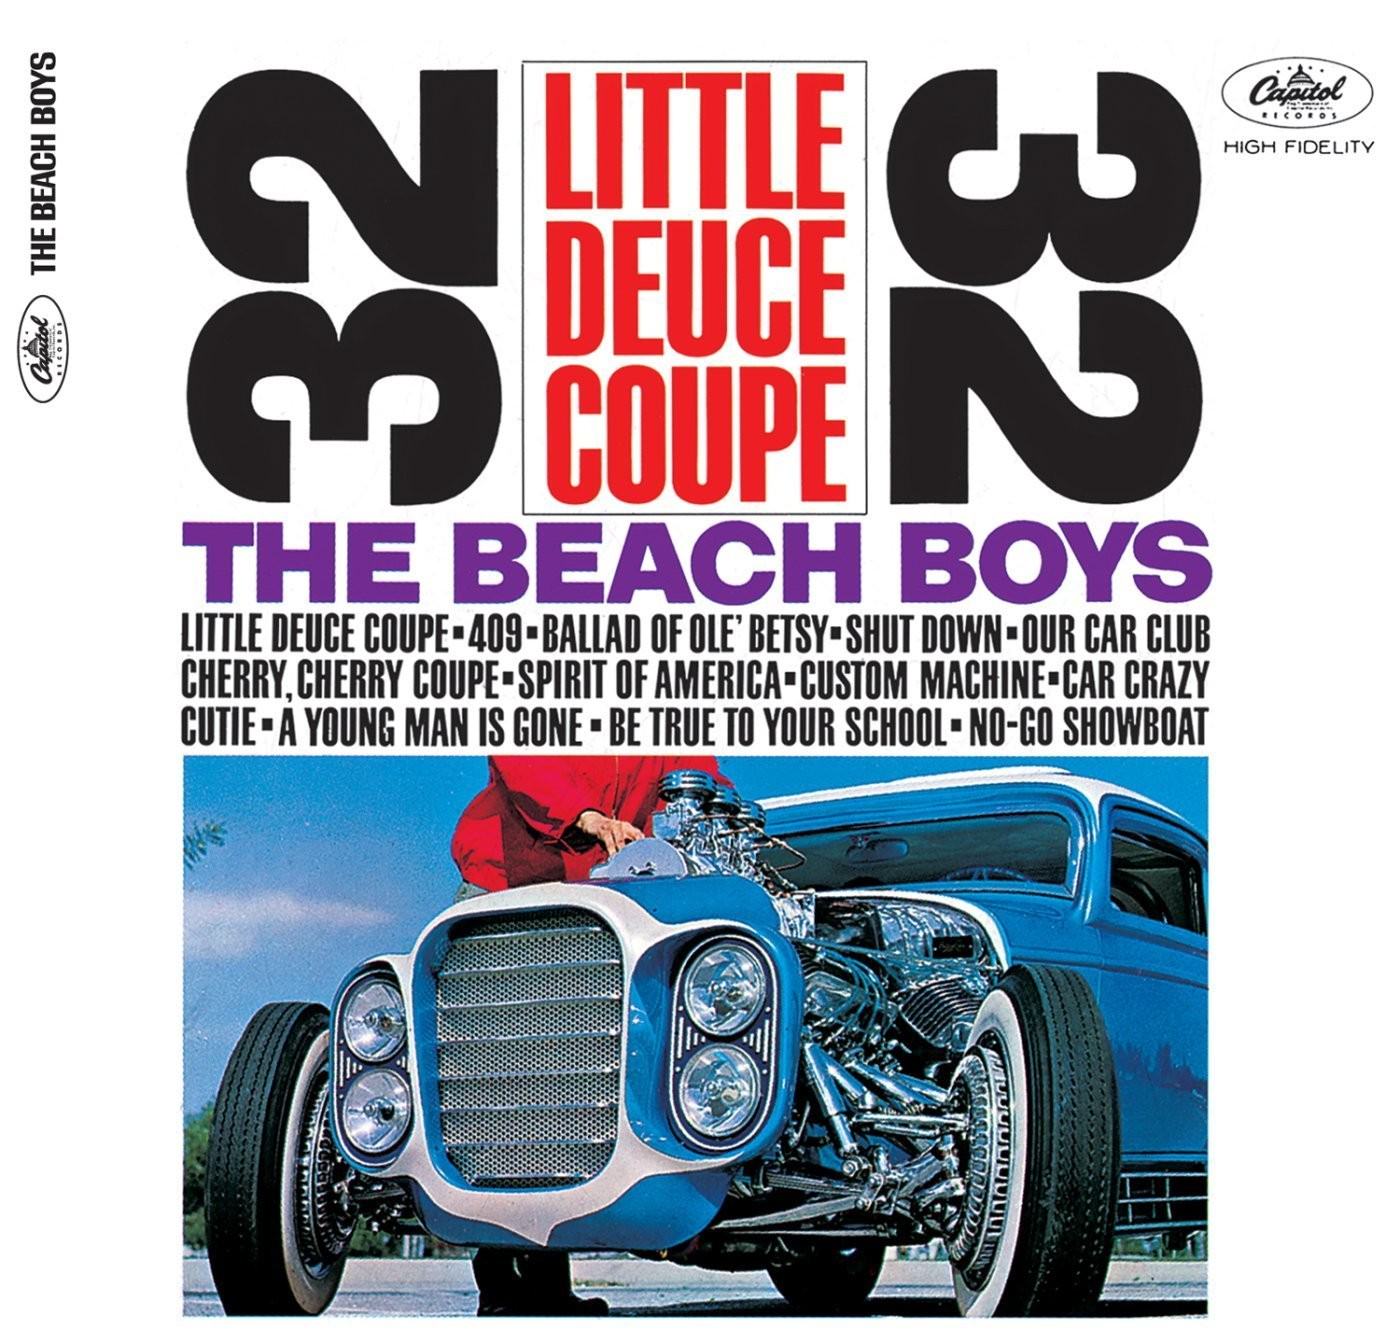 THE BEACH BOYS
Capitol
RECORDS
32
LITTLE
DEUCE
COUPE
32
Capitol
RECORDS
HIGH FIDELITY
THE BEACH BOYS
LITTLE DEUCE COUPE▪409▪BALLAD OF OLE' BETSY▪SHUT DOWN▪OUR CAR CLUB
CHERRY, CHERRY COUPE▪SPIRIT OF AMERICA▪CUSTOM MACHINE▪CAR CRAZY
CUTIE▪A YOUNG MAN IS GONE▪BE TRUE TO YOUR SCHOOL▪NO-GO SHOWBOAT